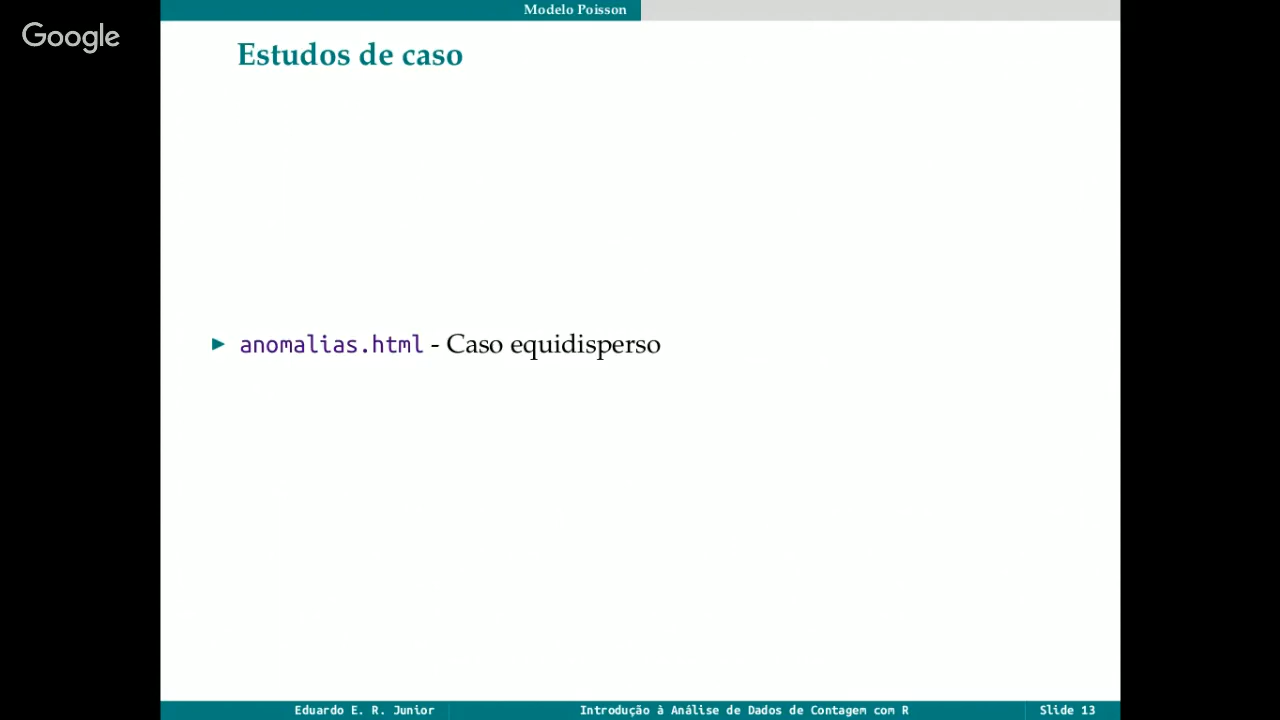 Modelo Poisson
Google
Estudos de caso
anomalias.html - Caso equidisperso
Eduardo E. R. Junior
Introdução à Análise de Dados de Contagem com R
Slide 13